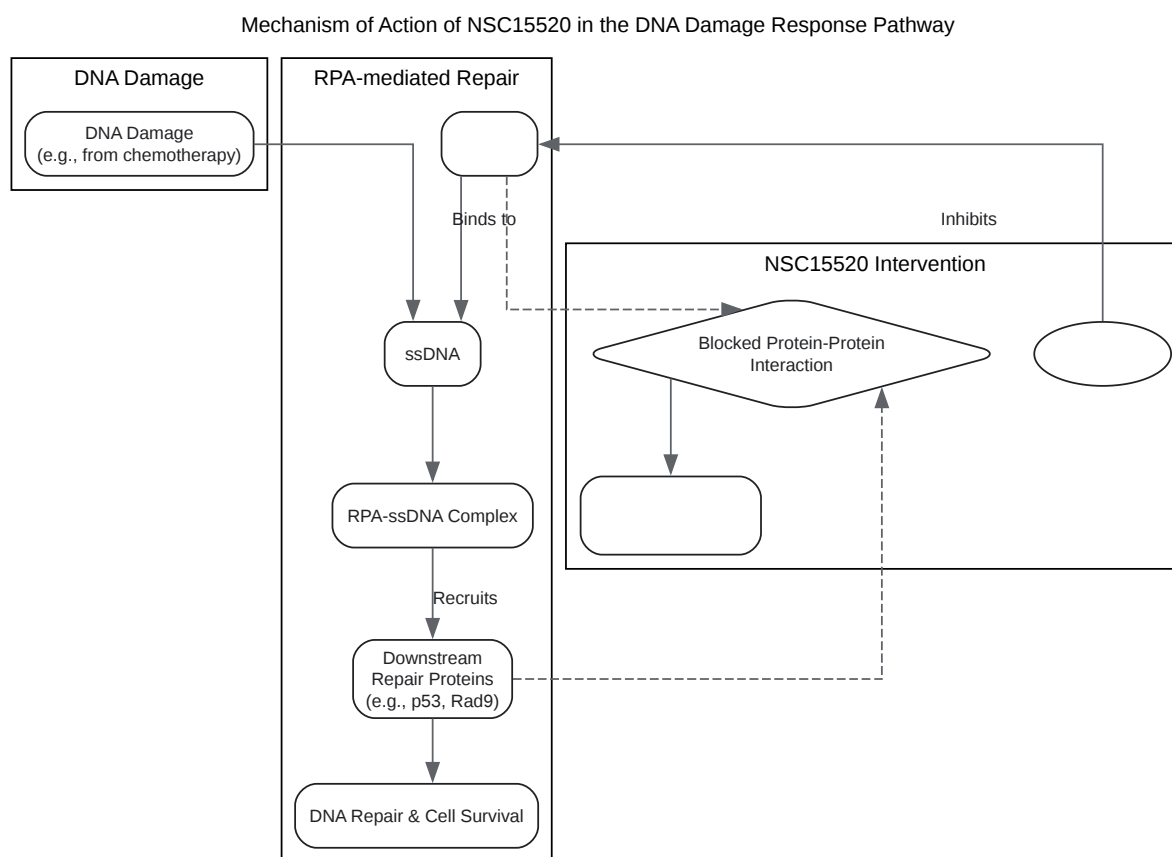 Mechanism of Action of NSC15520 in the DNA Damage Response Pathway
DNA Damage
RPA-mediated Repair
DNA Damage
(e.g., from chemotherapy)
Binds to
Inhibits
NSC15520 Intervention
Blocked Protein-Protein
Interaction
ssDNA
RPA-ssDNA Complex
Recruits
Downstream
Repair Proteins
(e.g., p53, Rad9)
DNA Repair & Cell Survival